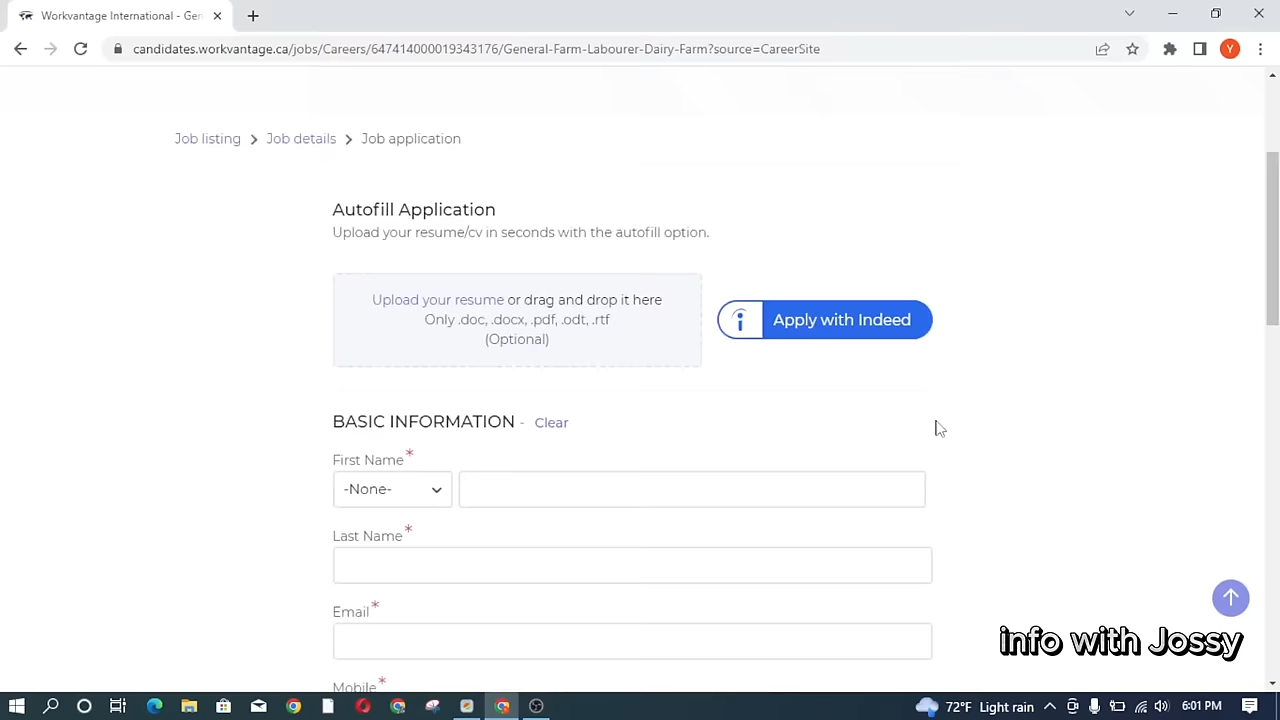 Workvantage International - Gen
candidates.workvantage.ca/jobs/Careers/647414000019343176/General-Farm-Labourer-Dairy-Farm?source=CareerSite
Y
Job listing > Job details > Job application
Autofill Application
Upload your resume/cv in seconds with the autofill option.
Upload your resume or drag and drop it here
Only .doc, .docx, .pdf, .odt, .rtf
(Optional)
Apply with Indeed
BASIC INFORMATION - Clear
First Name*
-None-
Last Name*
Email*
info with Jossy
Mobile*
72°F Light rain
6:01 PM